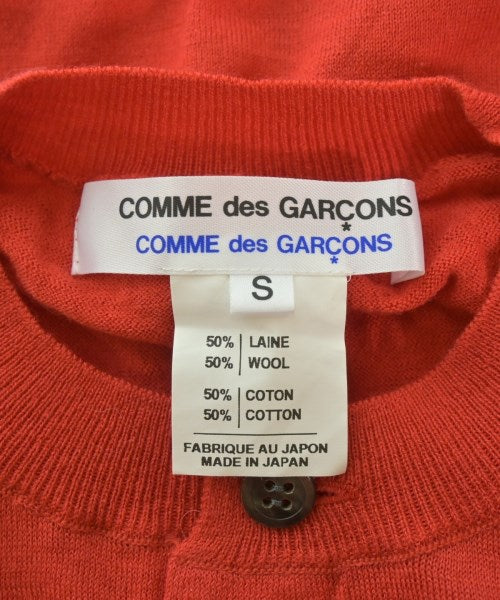 COMME des GARÇONS
COMME des GARÇONS
S
50% LAINE
50% WOOL
50% COTON
50% COTTON
FABRIQUE AU JAPON
MADE IN JAPAN